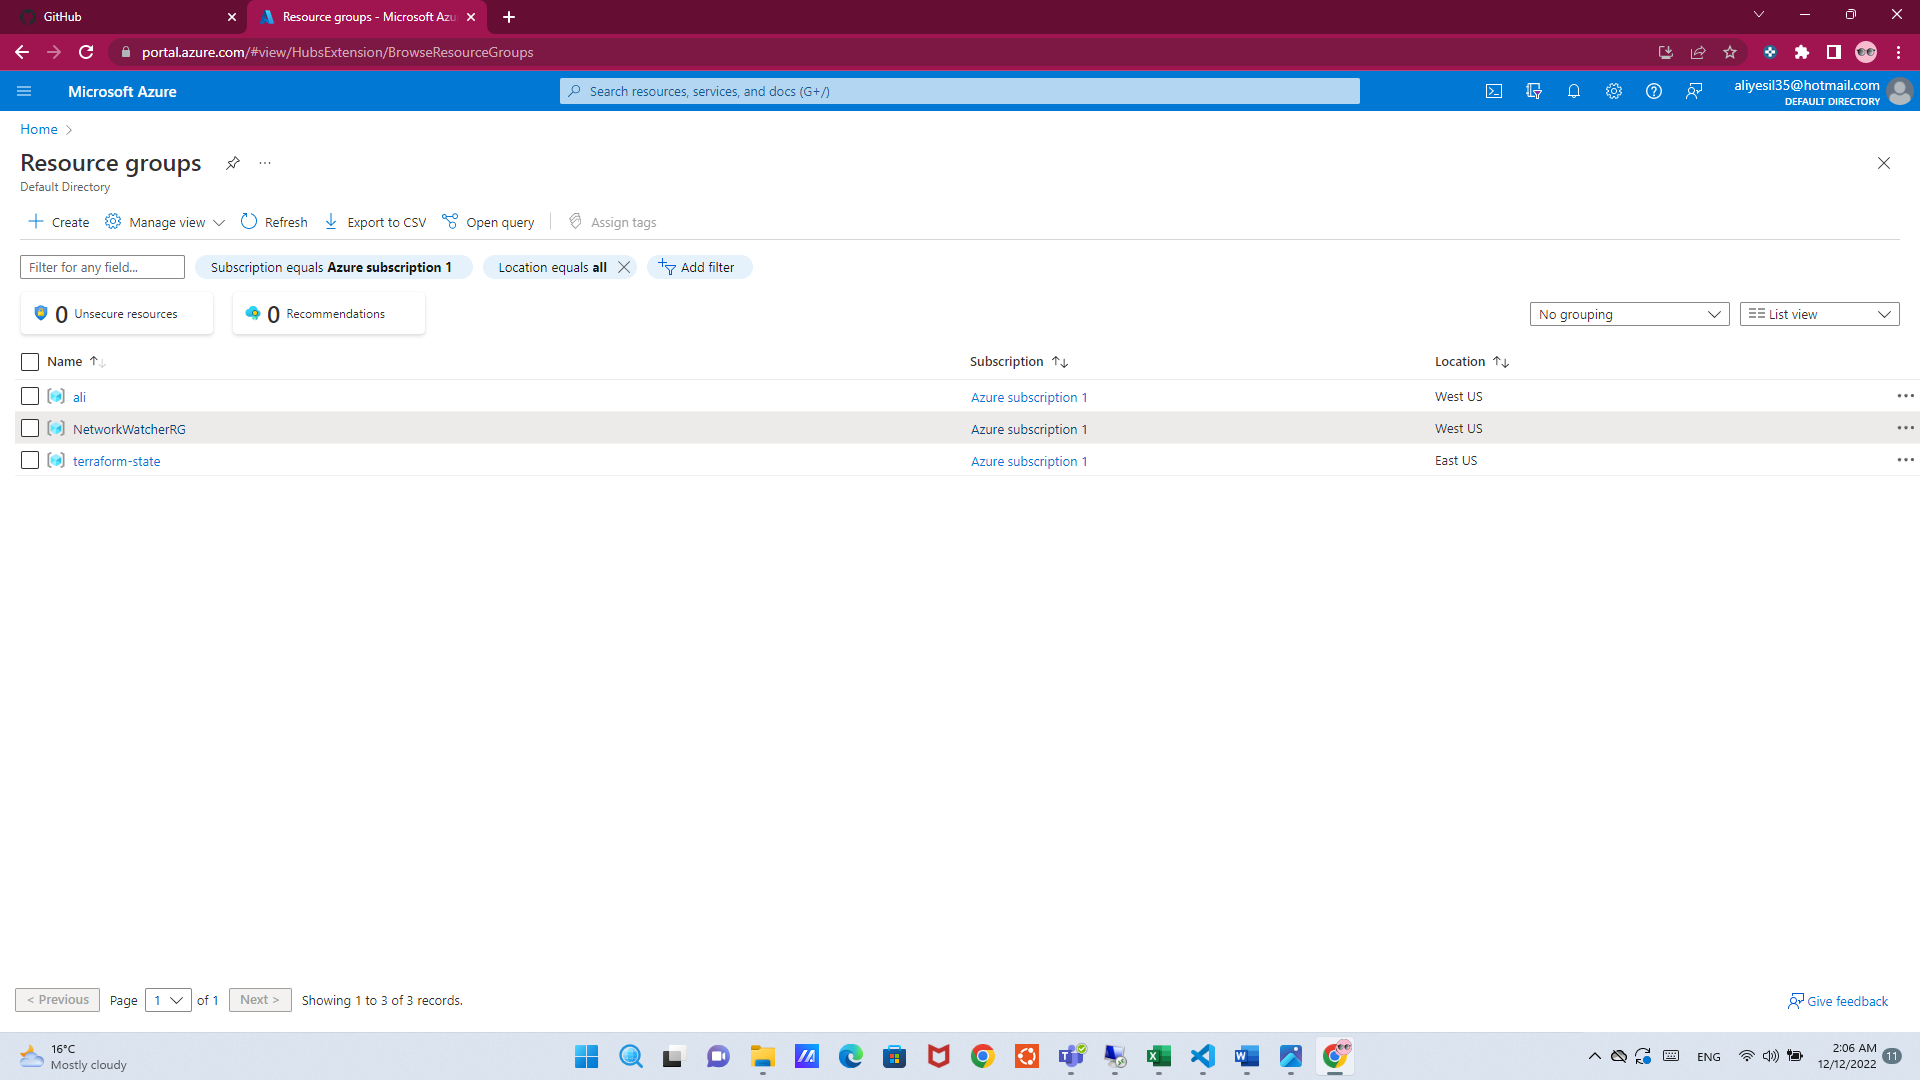 GitHub
Resource groups - Microsoft Azu
portal.azure.com/#view/HubsExtension/BrowseResourceGroups
Microsoft Azure
Search resources, services, and docs (G+/)
aliyesil35@hotmail.com
DEFAULT DIRECTORY
Home
Resource groups
Default Directory
Create Manage view Refresh Export to CSV Open query Assign tags
Filter for any field... Subscription equals Azure subscription 1 Location equals all Add filter
0 Unsecure resources 0 Recommendations No grouping List view
Name Subscription Location
ali Azure subscription 1 West US
NetworkWatcherRG Azure subscription 1 West US
terraform-state Azure subscription 1 East US
< Previous Page 1 of 1 Next > Showing 1 to 3 of 3 records. Give feedback
16°C
Mostly cloudy
ENG
2:06 AM
12/12/2022
11